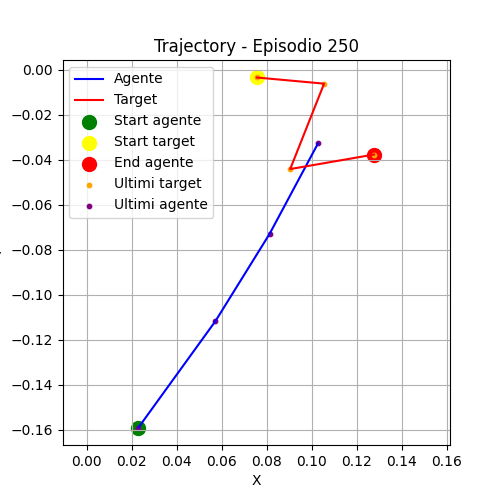 Trajectory - Episodio 250
Agente
Target
Start agente
Start target
End agente
Ultimi target
Ultimi agente
0.00
−0.02
−0.04
−0.06
−0.08
−0.10
−0.12
−0.14
−0.16
0.00 0.02 0.04 0.06 0.08 0.10 0.12 0.14 0.16
X